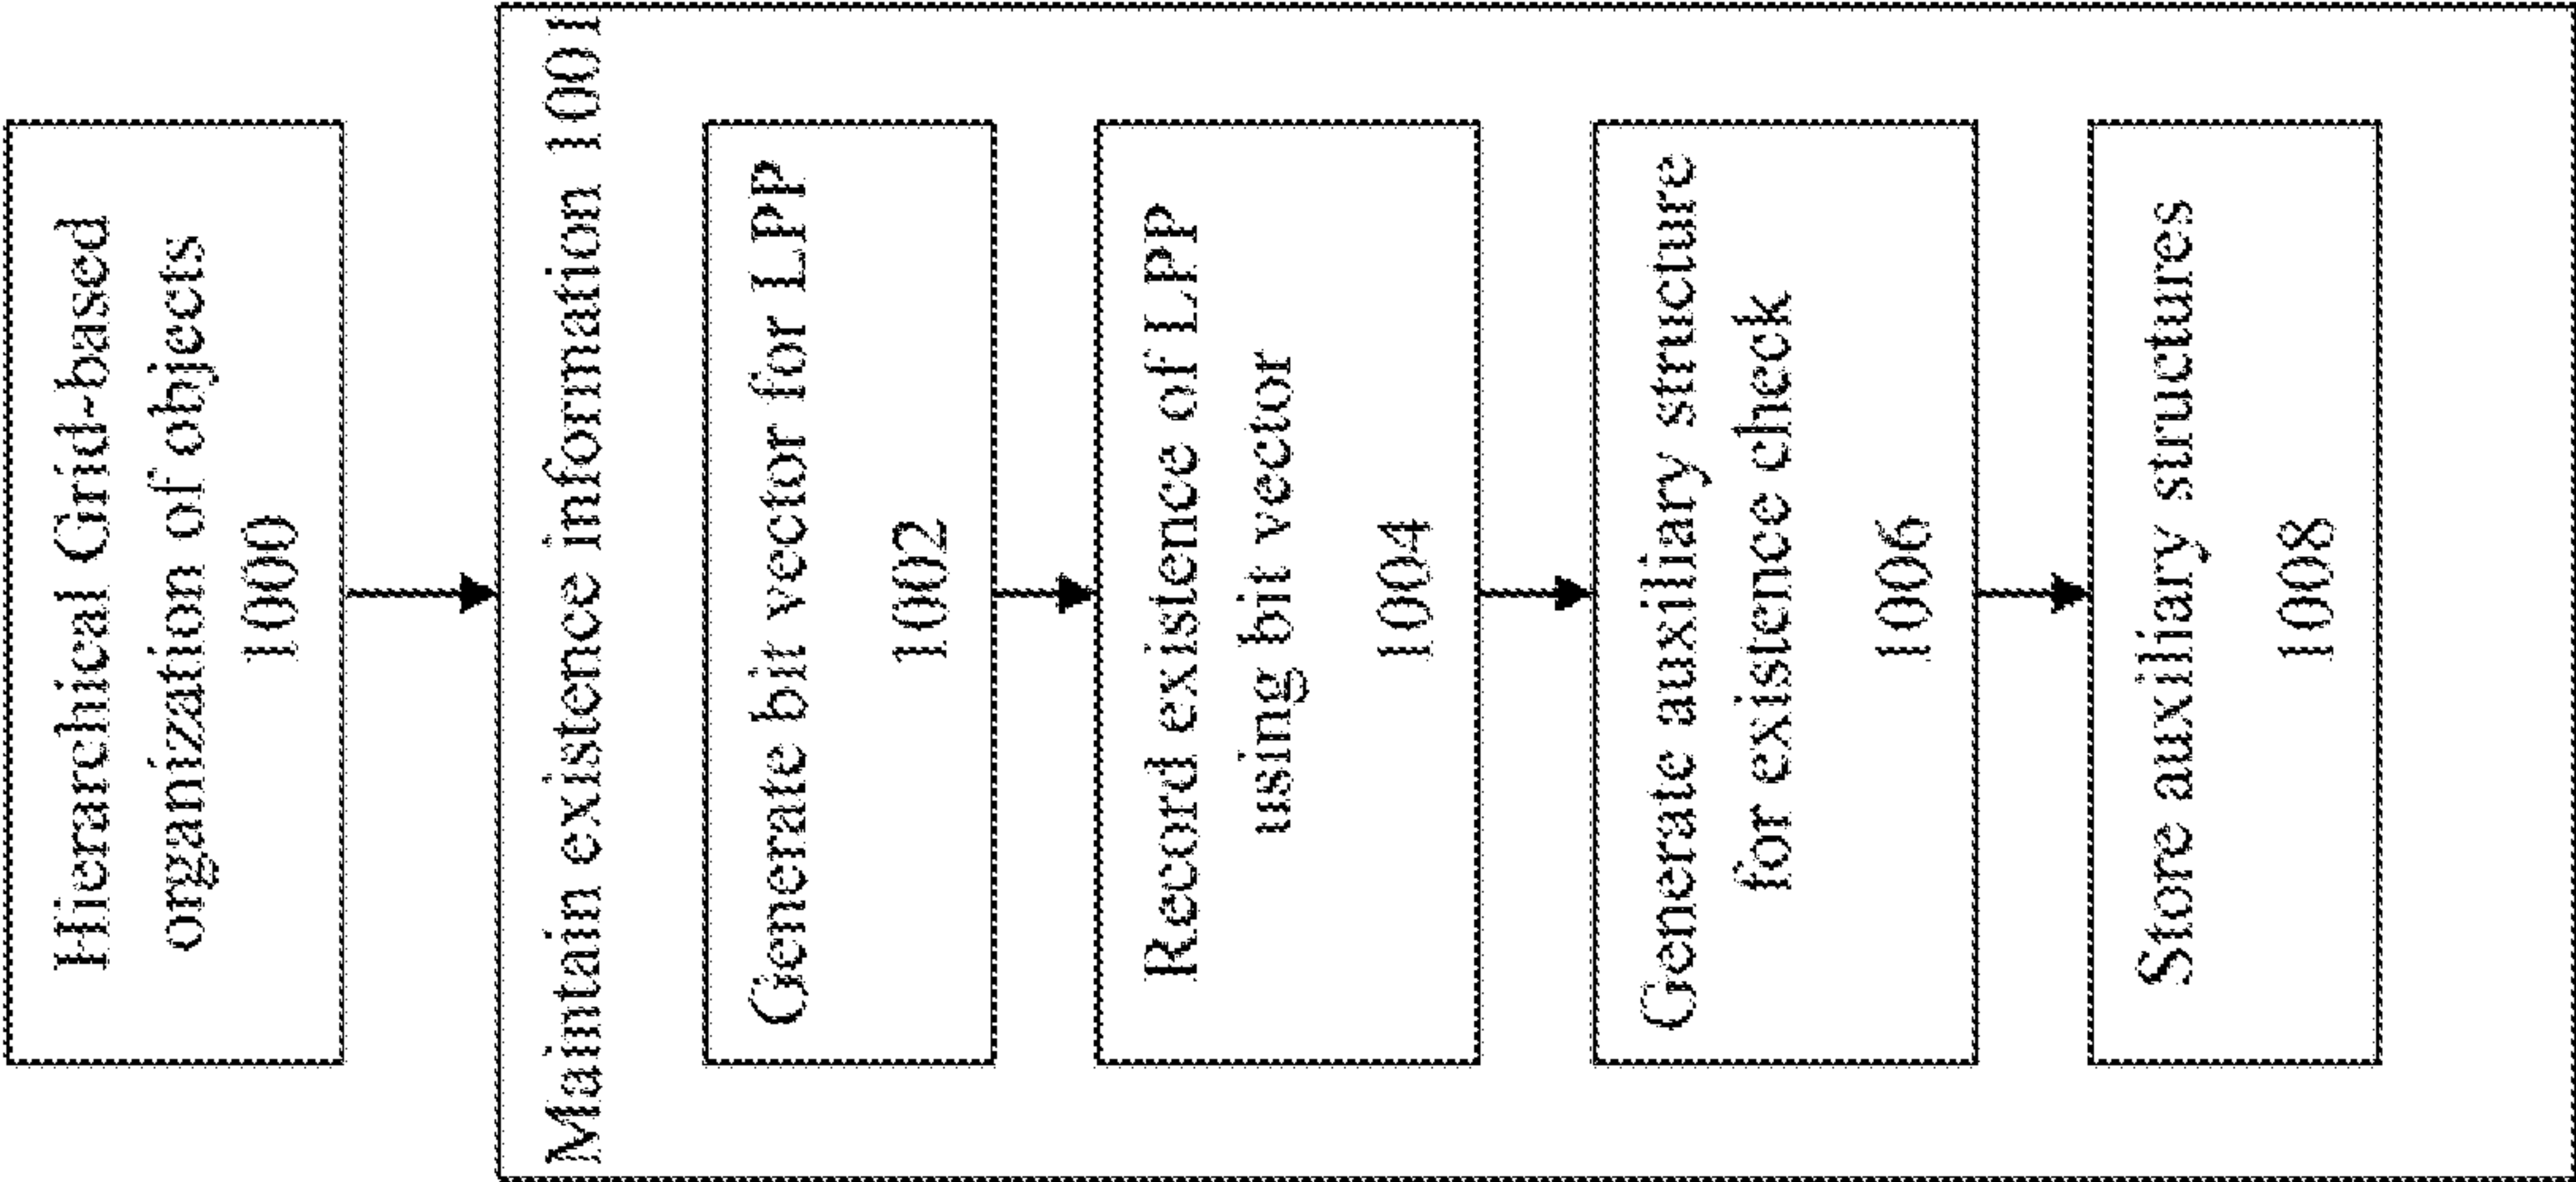 Hierarchical Grid-based
organization of objects
1000
Maintain existence information 1001
Generate bit vector for LPP
1002
Record existence of LPP
using bit vector
1004
Generate auxiliary structure
for existence check
1006
Store auxiliary structures
1008